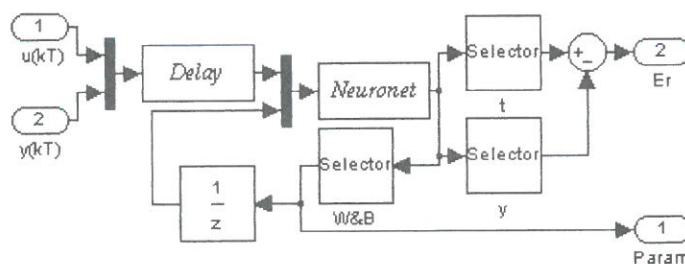 1
u(kT)
2
y(kT)
Delay
Neuronet
Selector
t
+
−
2
Er
Selector
y
Selector
W&B
1
z
1
Param